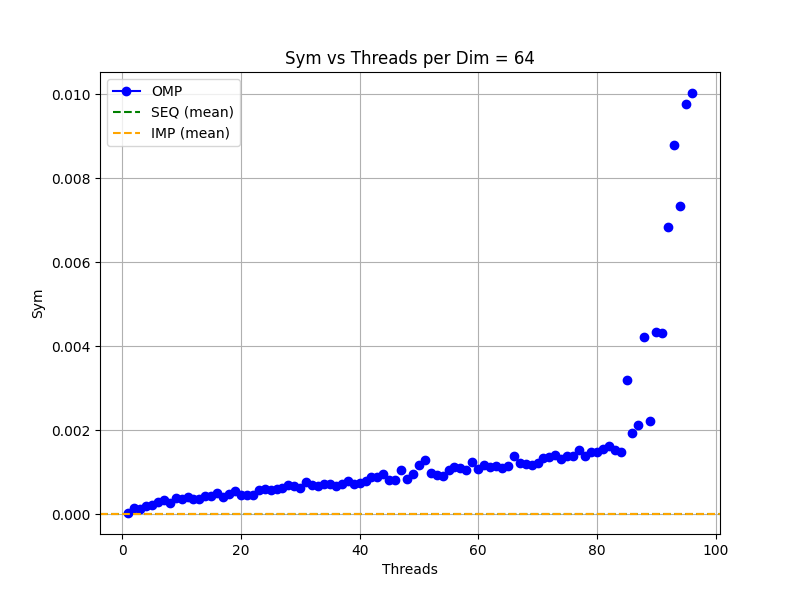 Sym vs Threads per Dim = 64
OMP
SEQ (mean)
IMP (mean)
0.010
0.008
0.006
0.004
0.002
0.000
Sym
0
20
40
60
80
100
Threads